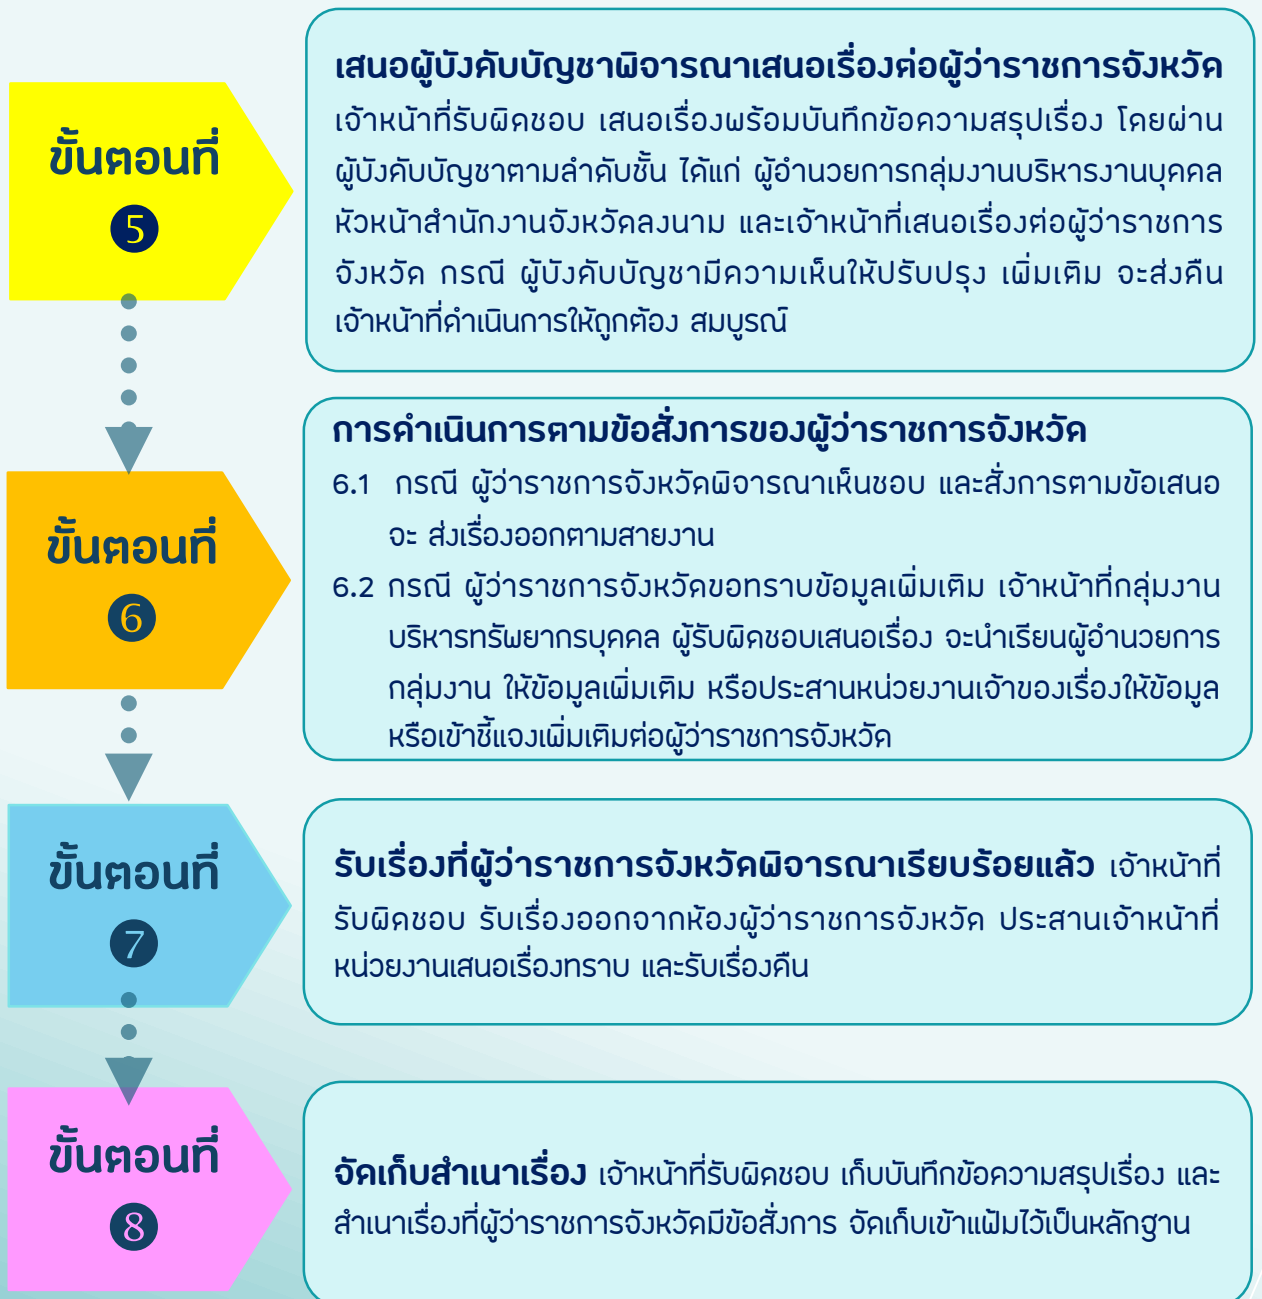 ขั้นตอนที่
5
เสนอผู้บังคับบัญชาพิจารณาเสนอเรื่องต่อผู้ว่าราชการจังหวัด
เจ้าหน้าที่รับผิดชอบ เสนอเรื่องพร้อมบันทึกข้อความสรุปเรื่อง โดยผ่าน
ผู้บังคับบัญชาตามลำดับชั้น ได้แก่ ผู้อำนวยการกลุ่มงานบริหารงานบุคคล
หัวหน้าสำนักงานจังหวัดลงนาม และเจ้าหน้าที่เสนอเรื่องต่อผู้ว่าราชการ
จังหวัด กรณี ผู้บังคับบัญชามีความเห็นให้ปรับปรุง เพิ่มเติม จะส่งคืน
เจ้าหน้าที่ดำเนินการให้ถูกต้อง สมบูรณ์
ขั้นตอนที่
6
การดำเนินการตามข้อสั่งการของผู้ว่าราชการจังหวัด
6.1 กรณี ผู้ว่าราชการจังหวัดพิจารณาเห็นชอบ และสั่งการตามข้อเสนอ
จะ ส่งเรื่องออกตามสายงาน
6.2 กรณี ผู้ว่าราชการจังหวัดขอทราบข้อมูลเพิ่มเติม เจ้าหน้าที่กลุ่มงาน
บริหารทรัพยากรบุคคล ผู้รับผิดชอบเสนอเรื่อง จะนำเรียนผู้อำนวยการ
กลุ่มงาน ให้ข้อมูลเพิ่มเติม หรือประสานหน่วยงานเจ้าของเรื่องให้ข้อมูล
หรือเข้าชี้แจงเพิ่มเติมต่อผู้ว่าราชการจังหวัด
ขั้นตอนที่
7
รับเรื่องที่ผู้ว่าราชการจังหวัดพิจารณาเรียบร้อยแล้ว เจ้าหน้าที่
รับผิดชอบ รับเรื่องออกจากห้องผู้ว่าราชการจังหวัด ประสานเจ้าหน้าที่
หน่วยงานเสนอเรื่องทราบ และรับเรื่องคืน
ขั้นตอนที่
8
จัดเก็บสำเนาเรื่อง เจ้าหน้าที่รับผิดชอบ เก็บบันทึกข้อความสรุปเรื่อง และ
สำเนาเรื่องที่ผู้ว่าราชการจังหวัดมีข้อสั่งการ จัดเก็บเข้าแฟ้มไว้เป็นหลักฐาน